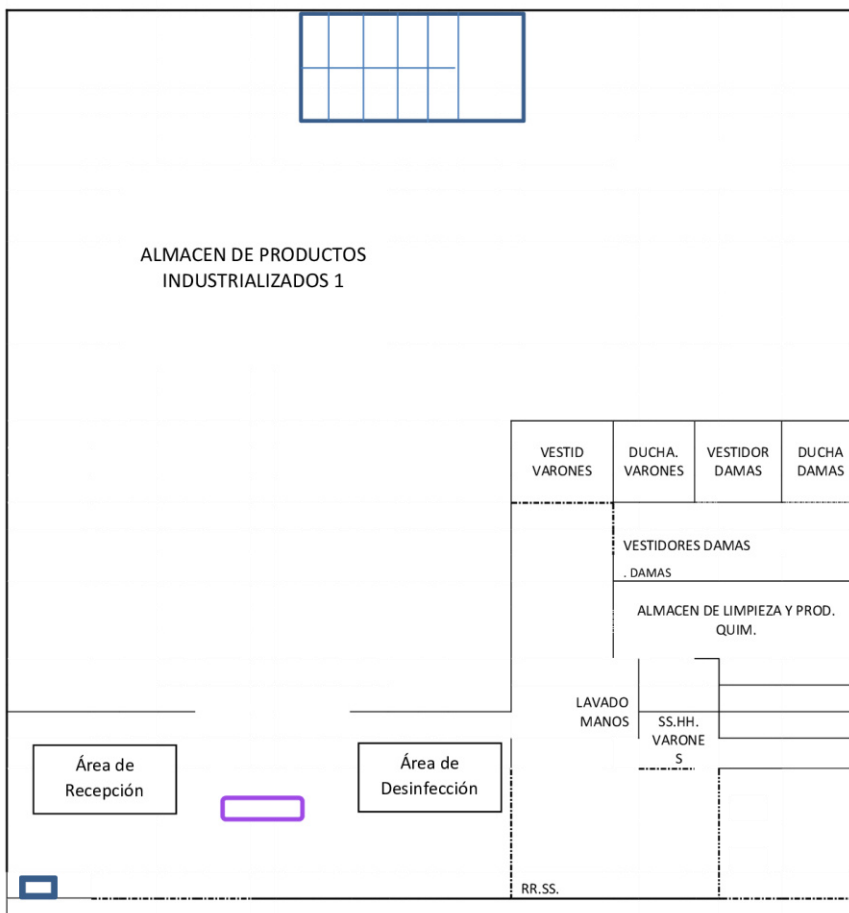 ALMACEN DE PRODUCTOS
INDUSTRIALIZADOS 1
VESTID
VARONES
DUCHA.
VARONES
VESTIDOR
DAMAS
DUCHA
DAMAS
VESTIDORES DAMAS
. DAMAS
ALMACEN DE LIMPIEZA Y PROD.
QUIM.
LAVADO
MANOS
SS.HH.
VARONE
S
Área de
Recepción
Área de
Desinfección
RR.SS.